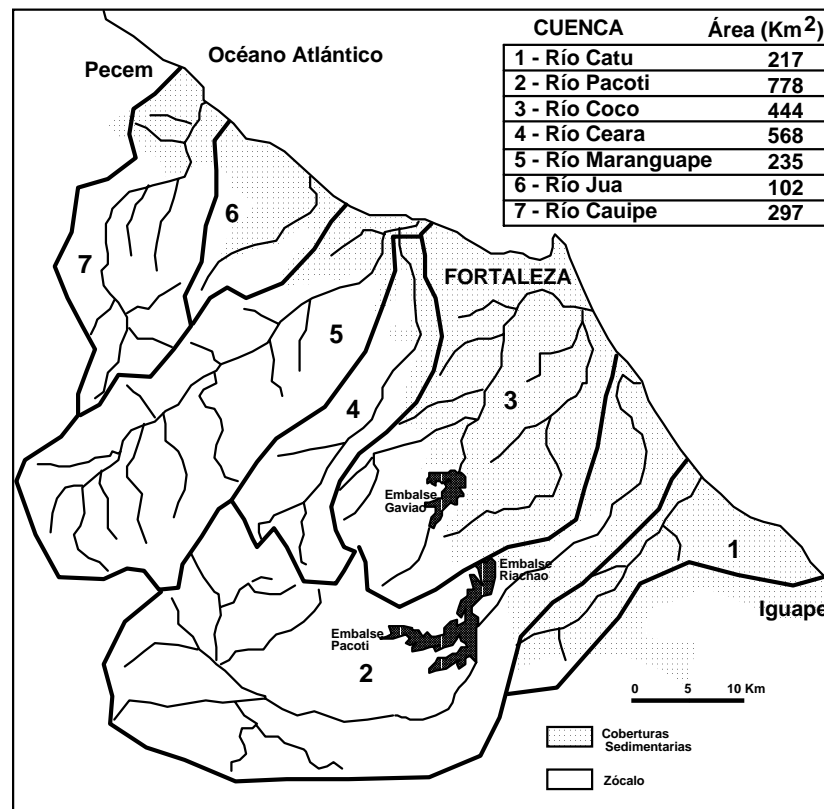 CUENCA Área (Km2)
1 - Río Catu 217
2 - Río Pacoti 778
3 - Río Coco 444
4 - Río Ceara 568
5 - Río Maranguape 235
6 - Río Jua 102
7 - Río Cauipe 297
Océano Atlántico
Pecem
6
7
FORTALEZA
5
4
3
Embalse
Gaviao
1
Embalse
Riachao
Iguape
Embalse
Pacoti
2
0 5 10 Km
Coberturas
Sedimentarias
Zócalo